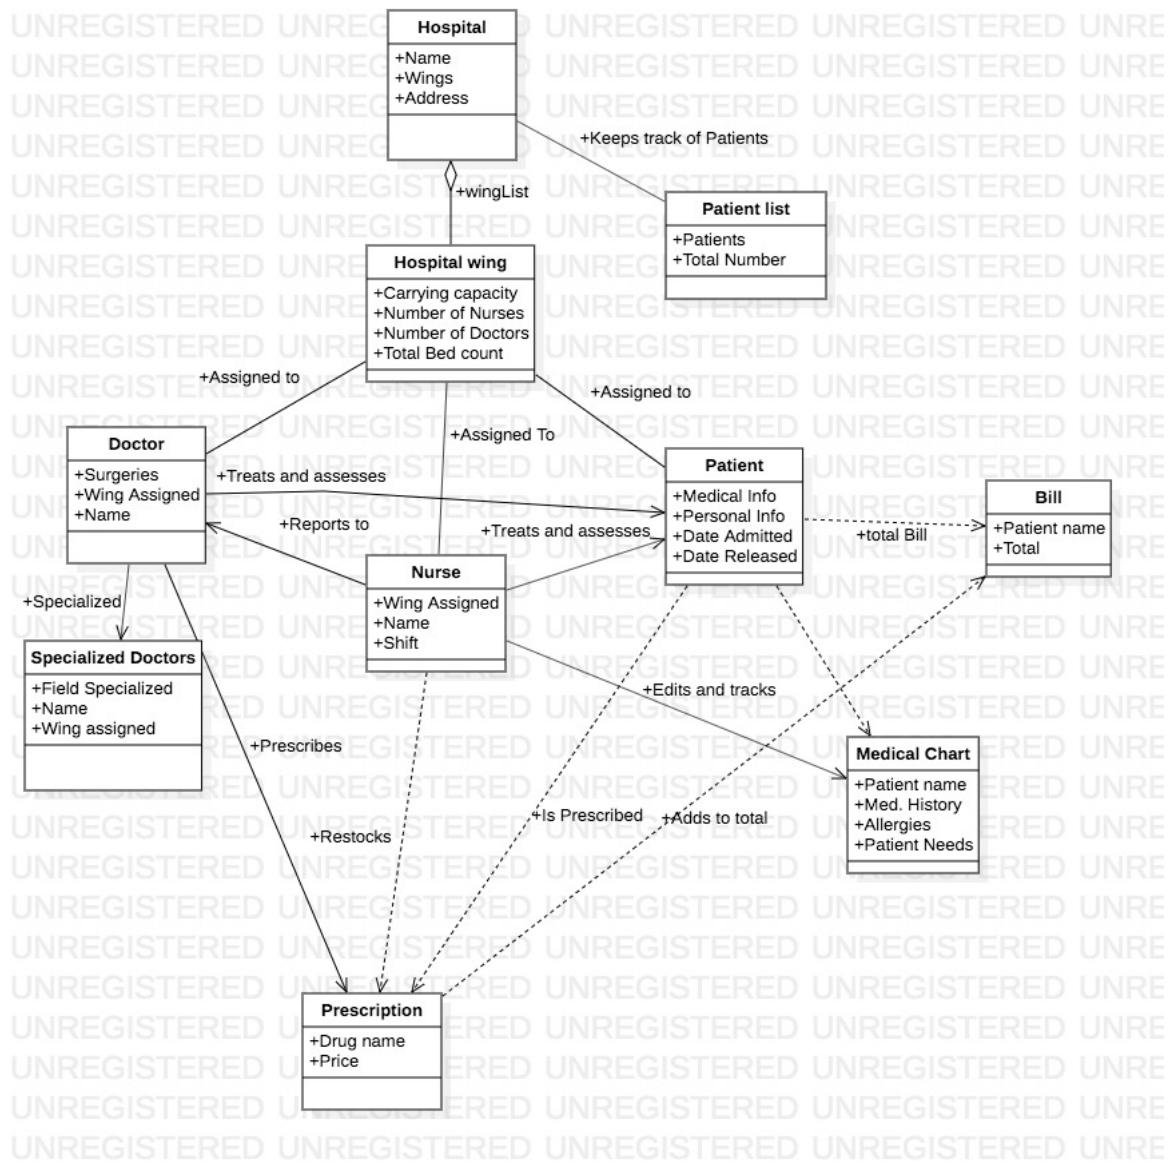 Hospital
+Name
+Wings
+Address
+Keeps track of Patients
+wingList
Patient list
+Patients
+Total Number
Hospital wing
+Carrying capacity
+Number of Nurses
+Number of Doctors
+Total Bed count
+Assigned to
+Assigned to
+Assigned To
Doctor
+Surgeries
+Wing Assigned
+Name
+Treats and assesses
Patient
+Medical Info
+Personal Info
+Date Admitted
+Date Released
Bill
+Patient name
+Total
+total Bill
+Reports to
+Treats and assesses
Nurse
+Wing Assigned
+Name
+Shift
+Specialized
Specialized Doctors
+Field Specialized
+Name
+Wing assigned
+Edits and tracks
+Prescribes
Medical Chart
+Patient name
+Med. History
+Allergies
+Patient Needs
+Restocks
+Is Prescribed
+Adds to total
Prescription
+Drug name
+Price
UNREGISTERED